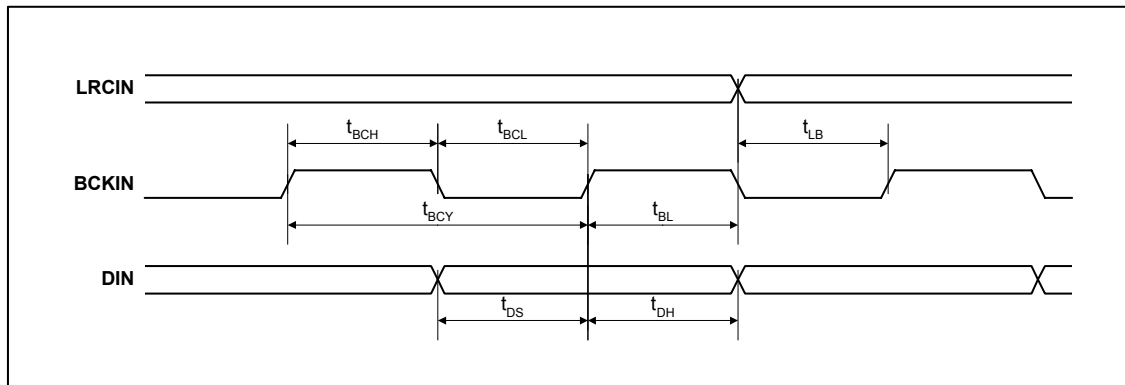 LRCIN
tBCH tBCL tLB
BCKIN
tBCY tBL
DIN
tDS tDH